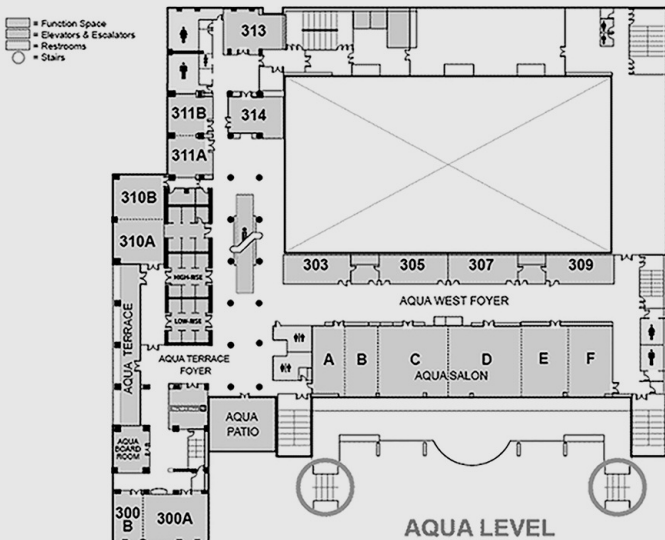 = Function Space
= Elevators & Escalators
= Restrooms
= Stairs
313
311B
314
311A
310B
310A
HIGH-RISE
LOW-RISE
303
305
307
309
AQUA WEST FOYER
AQUA TERRACE
AQUA TERRACE
FOYER
A
B
C
D
E
F
AQUA SALON
AQUA
PATIO
AQUA
BOARD
ROOM
300
B
300A
AQUA LEVEL